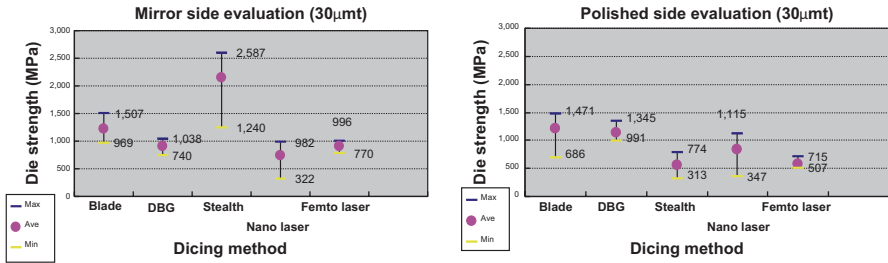 Mirror side evaluation (30μmt)
Die strength (MPa)
3,000
2,500
2,000
1,500
1,000
500
0
1,507
969
1,038
740
2,587
1,240
982
322
996
770
Blade
DBG
Stealth
Nano laser
Femto laser
Dicing method
Max
Ave
Min
Polished side evaluation (30μmt)
Die strength (MPa)
3,000
2,500
2,000
1,500
1,000
500
0
1,471
686
1,345
991
774
313
1,115
347
715
507
Blade
DBG
Stealth
Nano laser
Femto laser
Dicing method
Max
Ave
Min